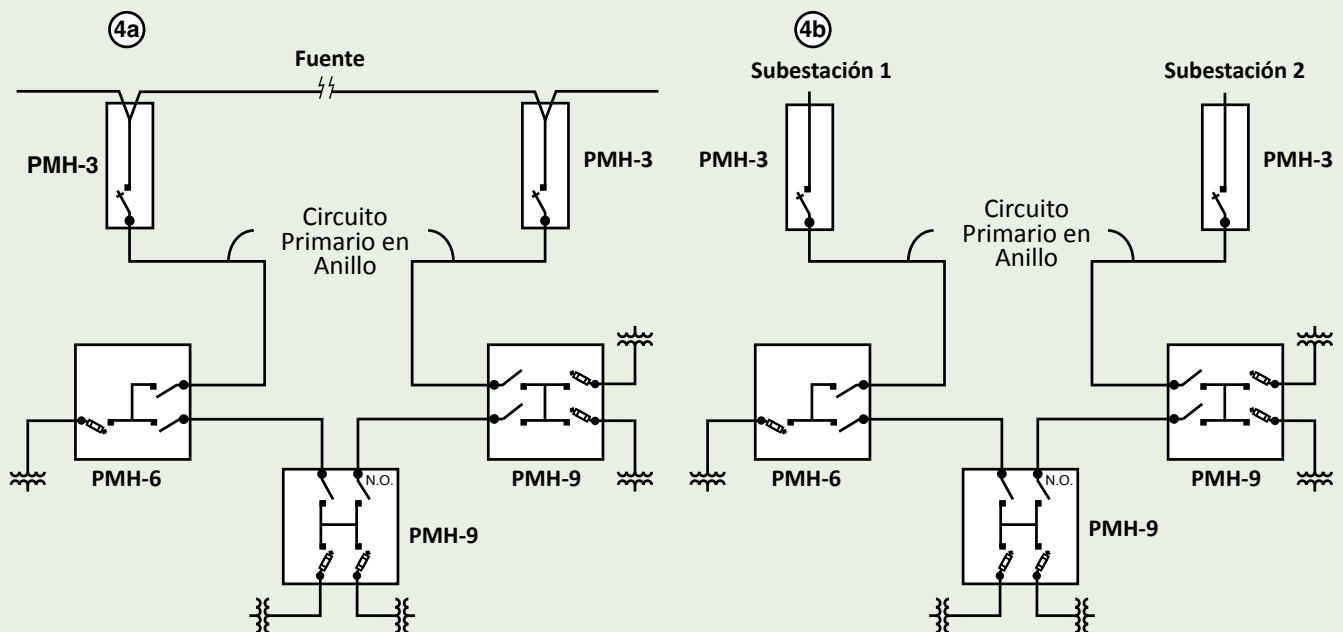 4a
Fuente
PMH-3
PMH-3
Circuito
Primario en
Anillo
PMH-6
PMH-9
N.O.
PMH-9
4b
Subestación 1
Subestación 2
PMH-3
PMH-3
Circuito
Primario en
Anillo
PMH-6
PMH-9
N.O.
PMH-9